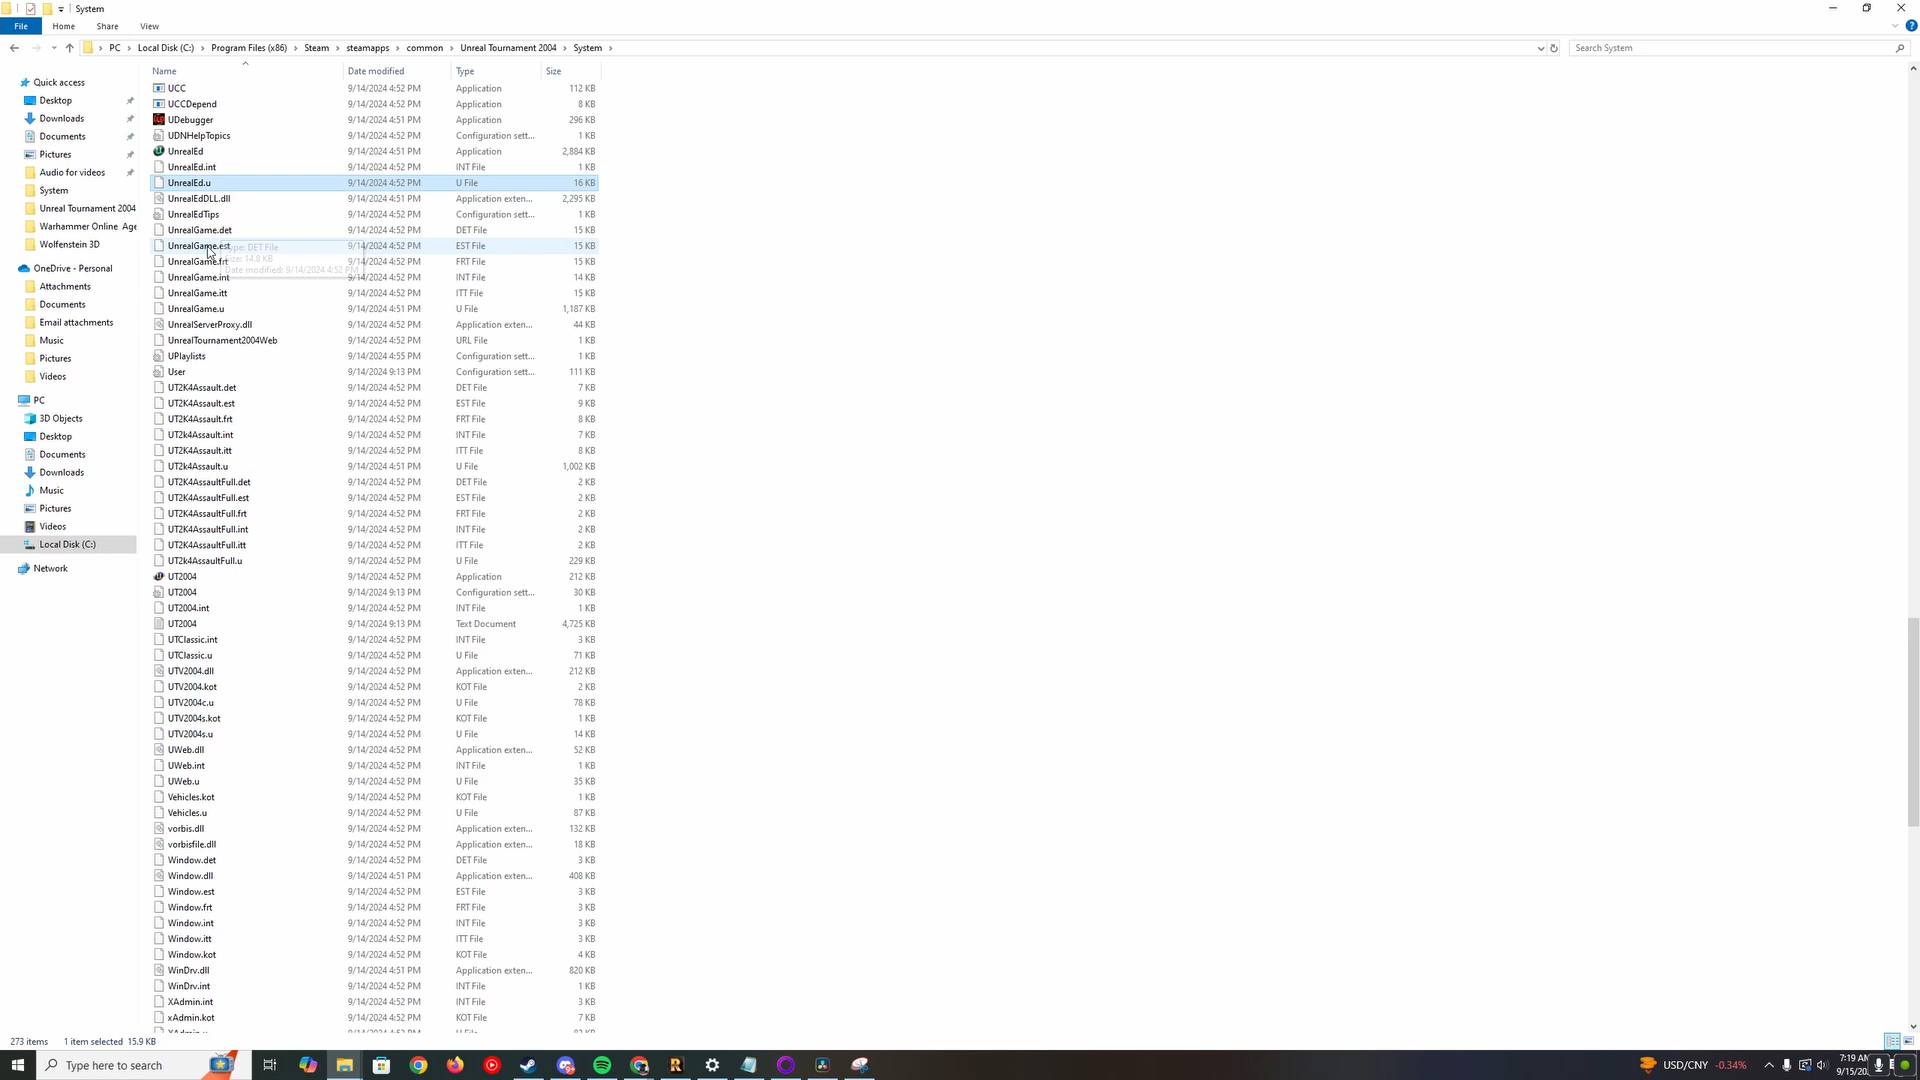 System
File Home Share View
PC Local Disk (C:) Program Files (x86) Steam steamapps common Unreal Tournament 2004 System Search System
Name Date modified Type Size
Quick access
Desktop
Downloads
Documents
Pictures
Audio for videos
System
Unreal Tournament 2004
Warhammer Online Age
Wolfenstein 3D
OneDrive - Personal
Attachments
Documents
Email attachments
Music
Pictures
Videos
PC
3D Objects
Desktop
Documents
Downloads
Music
Pictures
Videos
Local Disk (C:)
Network
UCC 9/14/2024 4:52 PM Application 112 KB
UCCDepend 9/14/2024 4:52 PM Application 8 KB
UDebugger 9/14/2024 4:51 PM Application 296 KB
UDNHelpTopics 9/14/2024 4:52 PM Configuration sett... 1 KB
UnrealEd 9/14/2024 4:51 PM Application 2,884 KB
UnrealEd.int 9/14/2024 4:52 PM INT File 1 KB
UnrealEd.u 9/14/2024 4:52 PM U File 16 KB
UnrealEdDLL.dll 9/14/2024 4:51 PM Application exten... 2,295 KB
UnrealEdTips 9/14/2024 4:52 PM Configuration sett... 1 KB
UnrealGame.det 9/14/2024 4:52 PM DET File 15 KB
UnrealGame.est 9/14/2024 4:52 PM EST File 15 KB
Type: DET File
Size: 14.8 KB
Date modified: 9/14/2024 4:52 PM
UnrealGame.frt 9/14/2024 4:52 PM FRT File 15 KB
UnrealGame.int 9/14/2024 4:52 PM INT File 14 KB
UnrealGame.itt 9/14/2024 4:52 PM ITT File 15 KB
UnrealGame.u 9/14/2024 4:52 PM U File 1,187 KB
UnrealServerProxy.dll 9/14/2024 4:52 PM Application exten... 44 KB
UnrealTournament2004Web 9/14/2024 4:52 PM URL File 1 KB
UPlaylists 9/14/2024 4:55 PM Configuration sett... 1 KB
User 9/14/2024 9:13 PM Configuration sett... 111 KB
UT2K4Assault.det 9/14/2024 4:52 PM DET File 7 KB
UT2K4Assault.est 9/14/2024 4:52 PM EST File 9 KB
UT2K4Assault.frt 9/14/2024 4:52 PM FRT File 8 KB
UT2k4Assault.int 9/14/2024 4:52 PM INT File 7 KB
UT2K4Assault.itt 9/14/2024 4:52 PM ITT File 8 KB
UT2k4Assault.u 9/14/2024 4:51 PM U File 1,002 KB
UT2K4AssaultFull.det 9/14/2024 4:52 PM DET File 2 KB
UT2K4AssaultFull.est 9/14/2024 4:52 PM EST File 2 KB
UT2K4AssaultFull.frt 9/14/2024 4:52 PM FRT File 2 KB
UT2K4AssaultFull.int 9/14/2024 4:52 PM INT File 2 KB
UT2K4AssaultFull.itt 9/14/2024 4:52 PM ITT File 2 KB
UT2k4AssaultFull.u 9/14/2024 4:52 PM U File 229 KB
UT2004 9/14/2024 4:52 PM Application 212 KB
UT2004 9/14/2024 9:13 PM Configuration sett... 30 KB
UT2004.int 9/14/2024 4:52 PM INT File 1 KB
UT2004 9/14/2024 9:13 PM Text Document 4,725 KB
UTClassic.int 9/14/2024 4:52 PM INT File 3 KB
UTClassic.u 9/14/2024 4:52 PM U File 71 KB
UTV2004.dll 9/14/2024 4:52 PM Application exten... 212 KB
UTV2004.kot 9/14/2024 4:52 PM KOT File 2 KB
UTV2004c.u 9/14/2024 4:52 PM U File 78 KB
UTV2004s.kot 9/14/2024 4:52 PM KOT File 1 KB
UTV2004s.u 9/14/2024 4:52 PM U File 14 KB
UWeb.dll 9/14/2024 4:52 PM Application exten... 52 KB
UWeb.int 9/14/2024 4:52 PM INT File 1 KB
UWeb.u 9/14/2024 4:52 PM U File 35 KB
Vehicles.kot 9/14/2024 4:52 PM KOT File 1 KB
Vehicles.u 9/14/2024 4:52 PM U File 87 KB
vorbis.dll 9/14/2024 4:52 PM Application exten... 132 KB
vorbisfile.dll 9/14/2024 4:52 PM Application exten... 18 KB
Window.det 9/14/2024 4:52 PM DET File 3 KB
Window.dll 9/14/2024 4:51 PM Application exten... 408 KB
Window.est 9/14/2024 4:52 PM EST File 3 KB
Window.frt 9/14/2024 4:52 PM FRT File 3 KB
Window.int 9/14/2024 4:52 PM INT File 3 KB
Window.itt 9/14/2024 4:52 PM ITT File 3 KB
Window.kot 9/14/2024 4:52 PM KOT File 4 KB
WinDrv.dll 9/14/2024 4:51 PM Application exten... 820 KB
WinDrv.int 9/14/2024 4:52 PM INT File 1 KB
XAdmin.int 9/14/2024 4:52 PM INT File 3 KB
xAdmin.kot 9/14/2024 4:52 PM KOT File 7 KB
273 items 1 item selected 15.9 KB
Type here to search USD/CNY -0.34% 7:19 AM
9/15/20